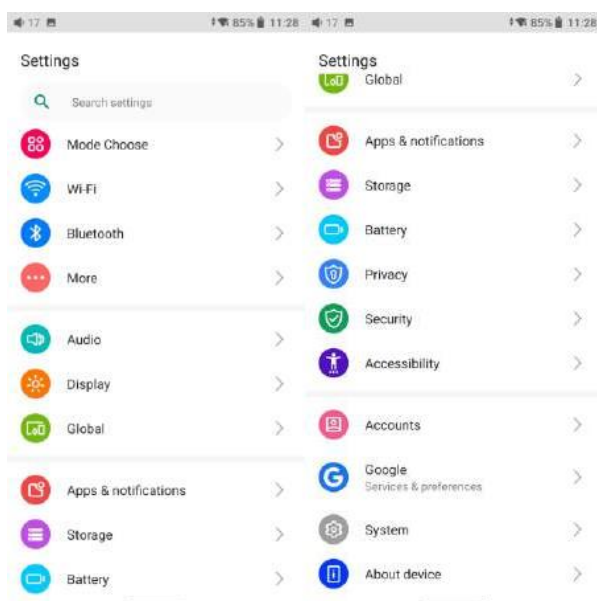 17 85% 11:28
Settings
Search settings
Mode Choose
Wi-Fi
Bluetooth
More
Audio
Display
Global
Apps & notifications
Storage
Battery
17 85% 11:28
Settings
Global
Apps & notifications
Storage
Battery
Privacy
Security
Accessibility
Accounts
Google
Services & preferences
System
About device